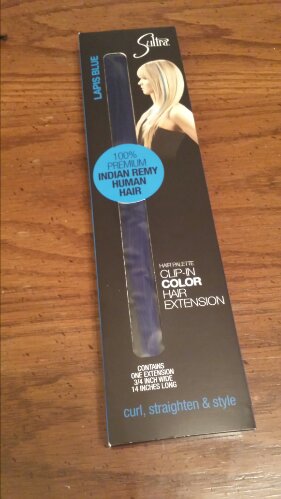 Sultra
LAPIS BLUE
100%
PREMIUM
INDIAN REMY
HUMAN
HAIR
HAIR PALETTE
CLIP-IN
COLOR
HAIR
EXTENSION
CONTAINS
ONE EXTENSION
3/4 INCH WIDE
14 INCHES LONG
curl, straighten & style